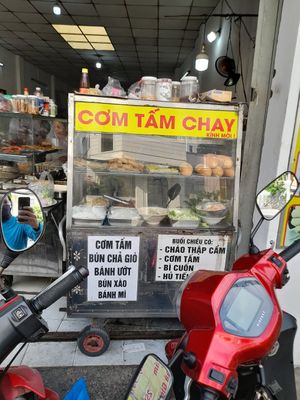 CƠM TẤM CHAY
KÍNH MỜI!
CƠM TẤM
BÚN CHẢ GIÒ
BÁNH ƯỚT
BÚN XÀO
BÁNH MÌ
BUỔI CHIỀU CÓ:
- CHÁO THẬP CẨM
- CƠM TẤM
- BÌ CUỐN
- HỦ TIẾU